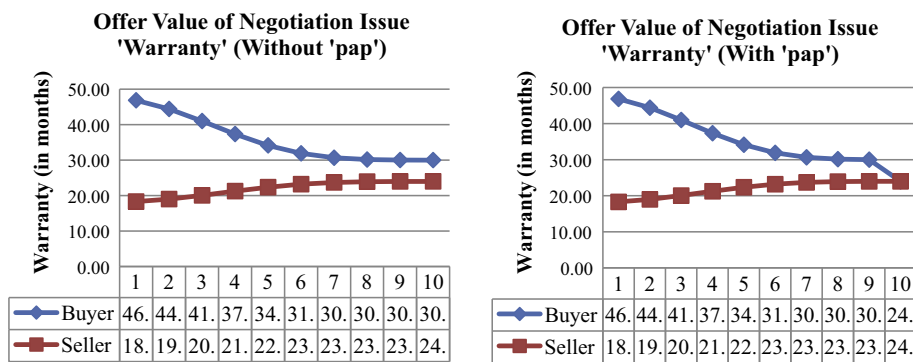 Offer Value of Negotiation Issue
'Warranty' (Without 'pap')
Warranty (in months)
50.00
40.00
30.00
20.00
10.00
0.00
1 2 3 4 5 6 7 8 9 10
Buyer 46. 44. 41. 37. 34. 31. 30. 30. 30. 30.
Seller 18. 19. 20. 21. 22. 23. 23. 23. 23. 24.
Offer Value of Negotiation Issue
'Warranty' (With 'pap')
Warranty (in months)
50.00
40.00
30.00
20.00
10.00
0.00
1 2 3 4 5 6 7 8 9 10
Buyer 46. 44. 41. 37. 34. 31. 30. 30. 30. 24.
Seller 18. 19. 20. 21. 22. 23. 23. 23. 23. 24.